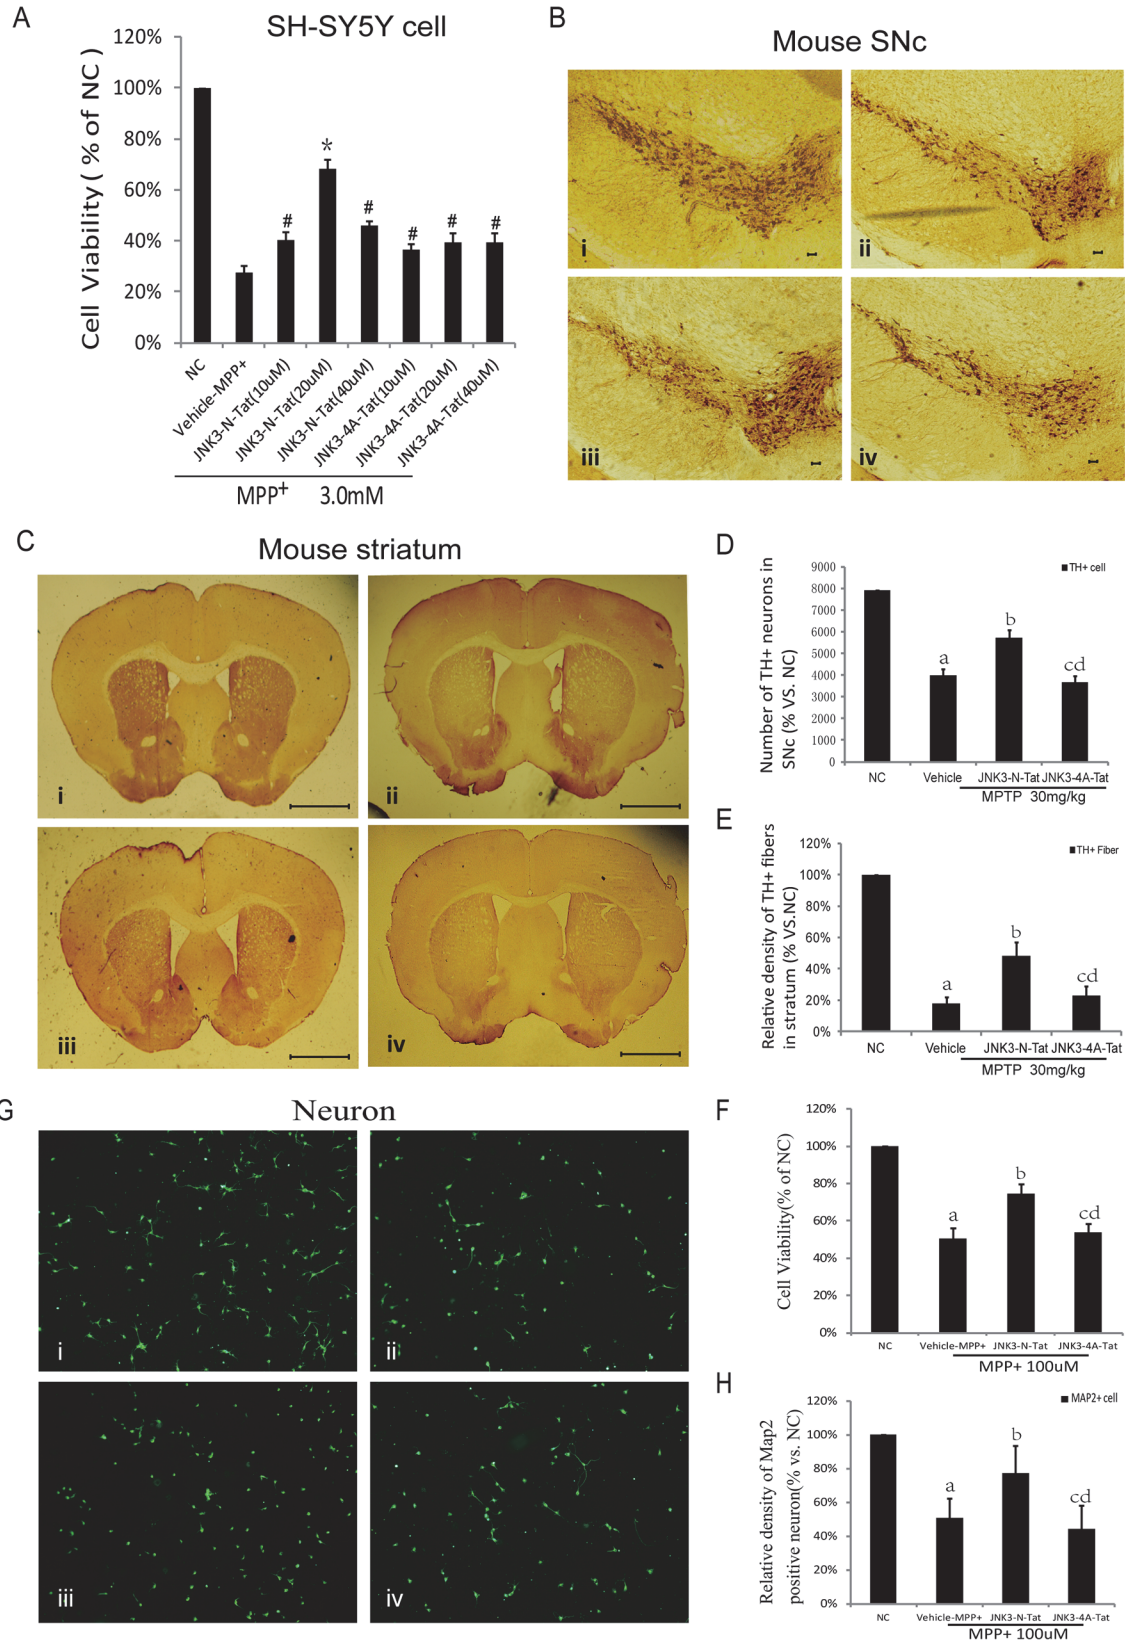 A
SH-SY5Y cell
Cell Viability ( % of NC )
120%
100%
80%
60%
40%
20%
0%
*
#
#
#
#
#
NC
Vehicle-MPP+
JNK3-N-Tat(10uM)
JNK3-N-Tat(20uM)
JNK3-N-Tat(40uM)
JNK3-4A-Tat(10uM)
JNK3-4A-Tat(20uM)
JNK3-4A-Tat(40uM)
MPP+ 3.0mM
B
Mouse SNc
i
ii
iii
iv
C
Mouse striatum
i
ii
iii
iv
D
Number of TH+ neurons in
SNc (% VS. NC)
9000
8000
7000
6000
5000
4000
3000
2000
1000
0
TH+ cell
a
b
cd
NC Vehicle JNK3-N-Tat JNK3-4A-Tat
MPTP 30mg/kg
E
Relative density of TH+ fibers
in stratum (% VS.NC)
120%
100%
80%
60%
40%
20%
0%
TH+ Fiber
a
b
cd
NC Vehicle JNK3-N-Tat JNK3-4A-Tat
MPTP 30mg/kg
G
Neuron
i
ii
iii
iv
F
Cell Viability(% of NC)
120%
100%
80%
60%
40%
20%
0%
a
b
cd
NC Vehicle-MPP+ JNK3-N-Tat JNK3-4A-Tat
MPP+ 100uM
H
Relative density of Map2
positive neuron(% vs. NC)
120%
100%
80%
60%
40%
20%
0%
MAP2+ cell
a
b
cd
NC Vehicle-MPP+ JNK3-N-Tat JNK3-4A-Tat
MPP+ 100uM